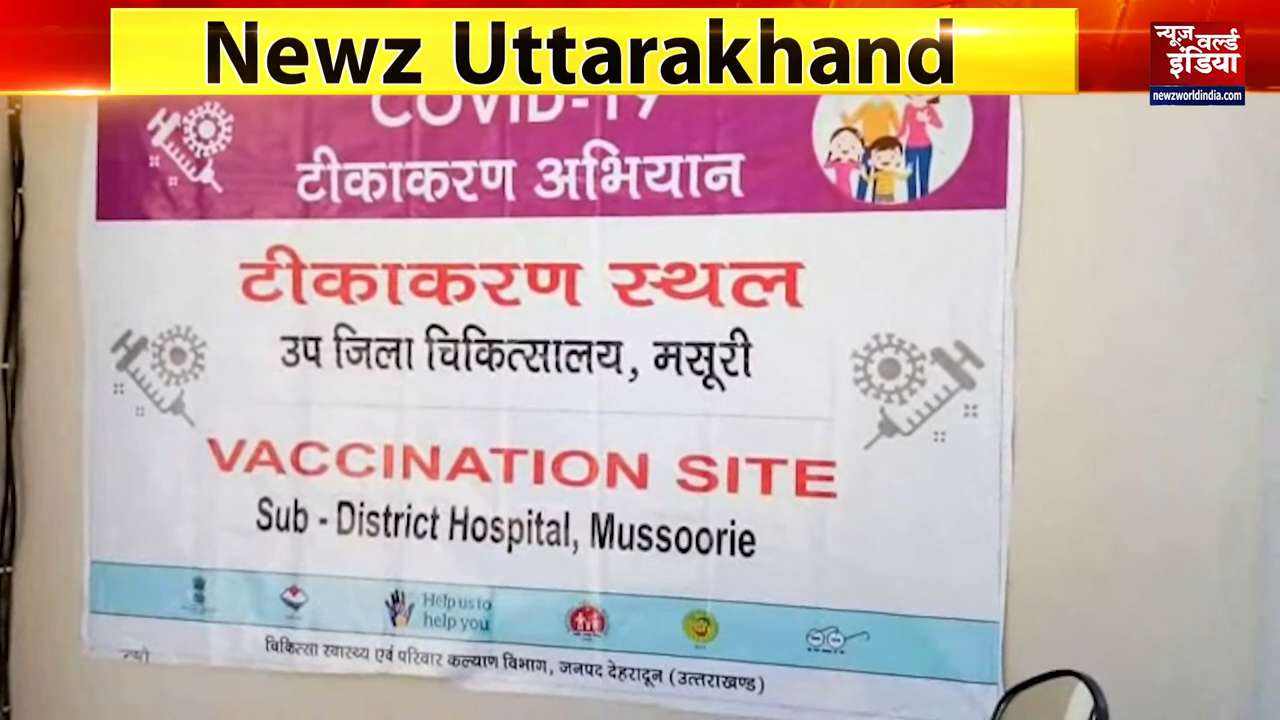 Newz Uttarakhand
न्यूज़ वर्ल्ड इंडिया
newzworldindia.com
COVID-19
टीकाकरण अभियान
टीकाकरण स्थल
उप जिला चिकित्सालय, मसूरी
VACCINATION SITE
Sub - District Hospital, Mussoorie
Help us to
help you
चिकित्सा स्वास्थ्य एवं परिवार कल्याण विभाग, जनपद देहरादून (उत्तराखण्ड)